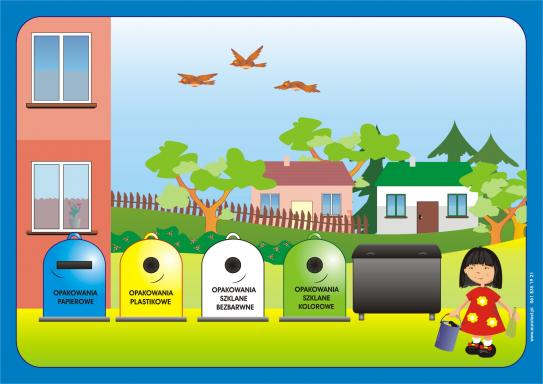 OPAKOWANIA
PAPIEROWE
OPAKOWANIA
PLASTIKOWE
OPAKOWANIA
SZKLANE
BEZBARWNE
OPAKOWANIA
SZKLANE
KOLOROWE